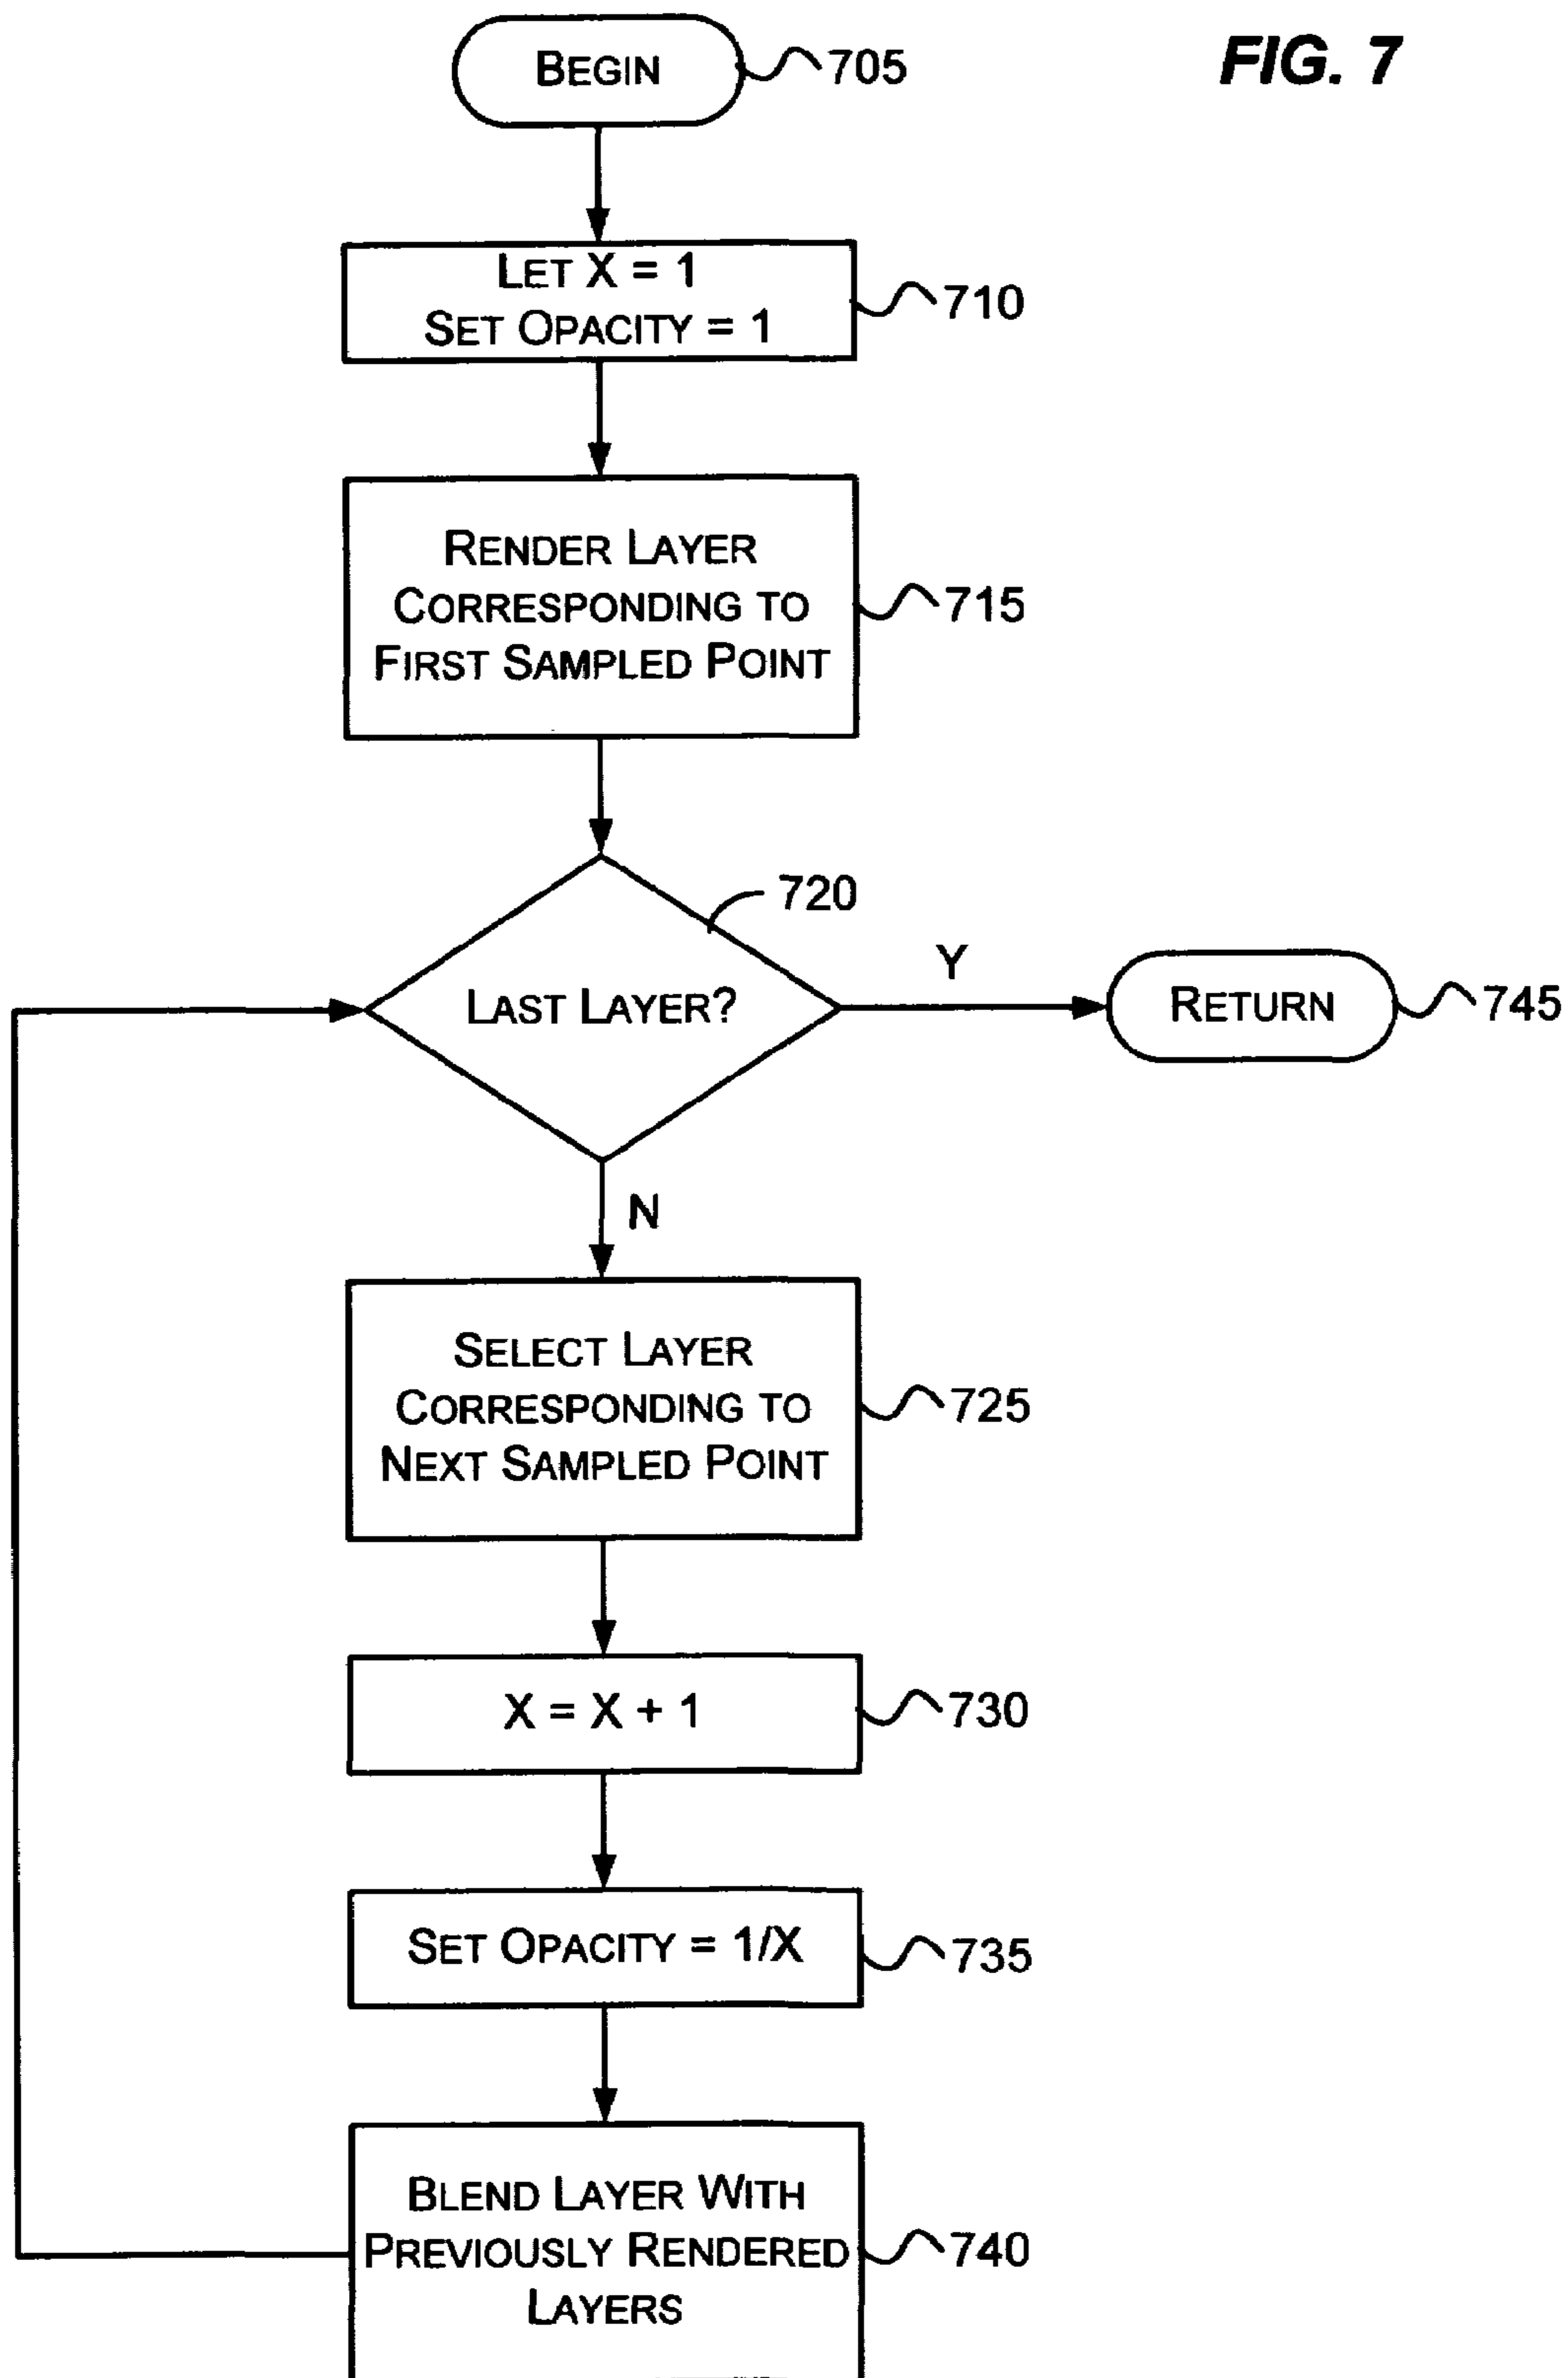 FIG. 7
BEGIN
705
LET X = 1
SET OPACITY = 1
710
RENDER LAYER
CORRESPONDING TO
FIRST SAMPLED POINT
715
720
LAST LAYER?
Y
RETURN
745
N
SELECT LAYER
CORRESPONDING TO
NEXT SAMPLED POINT
725
X = X + 1
730
SET OPACITY = 1/X
735
BLEND LAYER WITH
PREVIOUSLY RENDERED
LAYERS
740